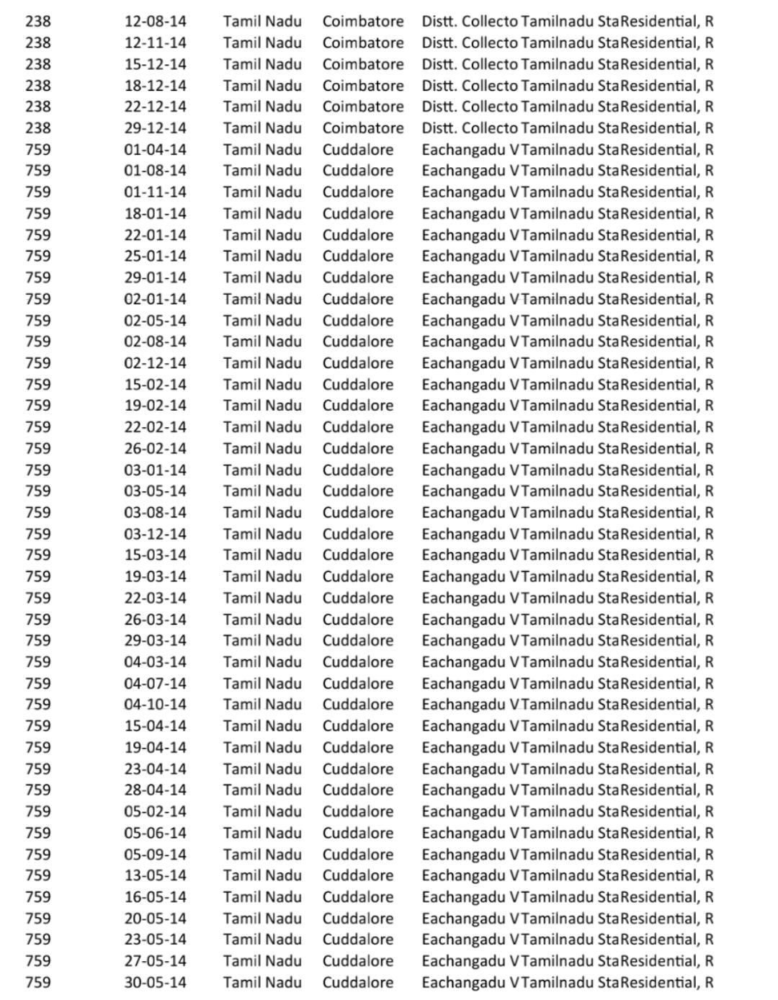 238 12-08-14 Tamil Nadu Coimbatore Distt. Collecto Tamilnadu Sta Residential, R
238 12-11-14 Tamil Nadu Coimbatore Distt. Collecto Tamilnadu Sta Residential, R
238 15-12-14 Tamil Nadu Coimbatore Distt. Collecto Tamilnadu Sta Residential, R
238 18-12-14 Tamil Nadu Coimbatore Distt. Collecto Tamilnadu Sta Residential, R
238 22-12-14 Tamil Nadu Coimbatore Distt. Collecto Tamilnadu Sta Residential, R
238 29-12-14 Tamil Nadu Coimbatore Distt. Collecto Tamilnadu Sta Residential, R
759 01-04-14 Tamil Nadu Cuddalore Eachangadu V Tamilnadu Sta Residential, R
759 01-08-14 Tamil Nadu Cuddalore Eachangadu V Tamilnadu Sta Residential, R
759 01-11-14 Tamil Nadu Cuddalore Eachangadu V Tamilnadu Sta Residential, R
759 18-01-14 Tamil Nadu Cuddalore Eachangadu V Tamilnadu Sta Residential, R
759 22-01-14 Tamil Nadu Cuddalore Eachangadu V Tamilnadu Sta Residential, R
759 25-01-14 Tamil Nadu Cuddalore Eachangadu V Tamilnadu Sta Residential, R
759 29-01-14 Tamil Nadu Cuddalore Eachangadu V Tamilnadu Sta Residential, R
759 02-01-14 Tamil Nadu Cuddalore Eachangadu V Tamilnadu Sta Residential, R
759 02-05-14 Tamil Nadu Cuddalore Eachangadu V Tamilnadu Sta Residential, R
759 02-08-14 Tamil Nadu Cuddalore Eachangadu V Tamilnadu Sta Residential, R
759 02-12-14 Tamil Nadu Cuddalore Eachangadu V Tamilnadu Sta Residential, R
759 15-02-14 Tamil Nadu Cuddalore Eachangadu V Tamilnadu Sta Residential, R
759 19-02-14 Tamil Nadu Cuddalore Eachangadu V Tamilnadu Sta Residential, R
759 22-02-14 Tamil Nadu Cuddalore Eachangadu V Tamilnadu Sta Residential, R
759 26-02-14 Tamil Nadu Cuddalore Eachangadu V Tamilnadu Sta Residential, R
759 03-01-14 Tamil Nadu Cuddalore Eachangadu V Tamilnadu Sta Residential, R
759 03-05-14 Tamil Nadu Cuddalore Eachangadu V Tamilnadu Sta Residential, R
759 03-08-14 Tamil Nadu Cuddalore Eachangadu V Tamilnadu Sta Residential, R
759 03-12-14 Tamil Nadu Cuddalore Eachangadu V Tamilnadu Sta Residential, R
759 15-03-14 Tamil Nadu Cuddalore Eachangadu V Tamilnadu Sta Residential, R
759 19-03-14 Tamil Nadu Cuddalore Eachangadu V Tamilnadu Sta Residential, R
759 22-03-14 Tamil Nadu Cuddalore Eachangadu V Tamilnadu Sta Residential, R
759 26-03-14 Tamil Nadu Cuddalore Eachangadu V Tamilnadu Sta Residential, R
759 29-03-14 Tamil Nadu Cuddalore Eachangadu V Tamilnadu Sta Residential, R
759 04-03-14 Tamil Nadu Cuddalore Eachangadu V Tamilnadu Sta Residential, R
759 04-07-14 Tamil Nadu Cuddalore Eachangadu V Tamilnadu Sta Residential, R
759 04-10-14 Tamil Nadu Cuddalore Eachangadu V Tamilnadu Sta Residential, R
759 15-04-14 Tamil Nadu Cuddalore Eachangadu V Tamilnadu Sta Residential, R
759 19-04-14 Tamil Nadu Cuddalore Eachangadu V Tamilnadu Sta Residential, R
759 23-04-14 Tamil Nadu Cuddalore Eachangadu V Tamilnadu Sta Residential, R
759 28-04-14 Tamil Nadu Cuddalore Eachangadu V Tamilnadu Sta Residential, R
759 05-02-14 Tamil Nadu Cuddalore Eachangadu V Tamilnadu Sta Residential, R
759 05-06-14 Tamil Nadu Cuddalore Eachangadu V Tamilnadu Sta Residential, R
759 05-09-14 Tamil Nadu Cuddalore Eachangadu V Tamilnadu Sta Residential, R
759 13-05-14 Tamil Nadu Cuddalore Eachangadu V Tamilnadu Sta Residential, R
759 16-05-14 Tamil Nadu Cuddalore Eachangadu V Tamilnadu Sta Residential, R
759 20-05-14 Tamil Nadu Cuddalore Eachangadu V Tamilnadu Sta Residential, R
759 23-05-14 Tamil Nadu Cuddalore Eachangadu V Tamilnadu Sta Residential, R
759 27-05-14 Tamil Nadu Cuddalore Eachangadu V Tamilnadu Sta Residential, R
759 30-05-14 Tamil Nadu Cuddalore Eachangadu V Tamilnadu Sta Residential, R